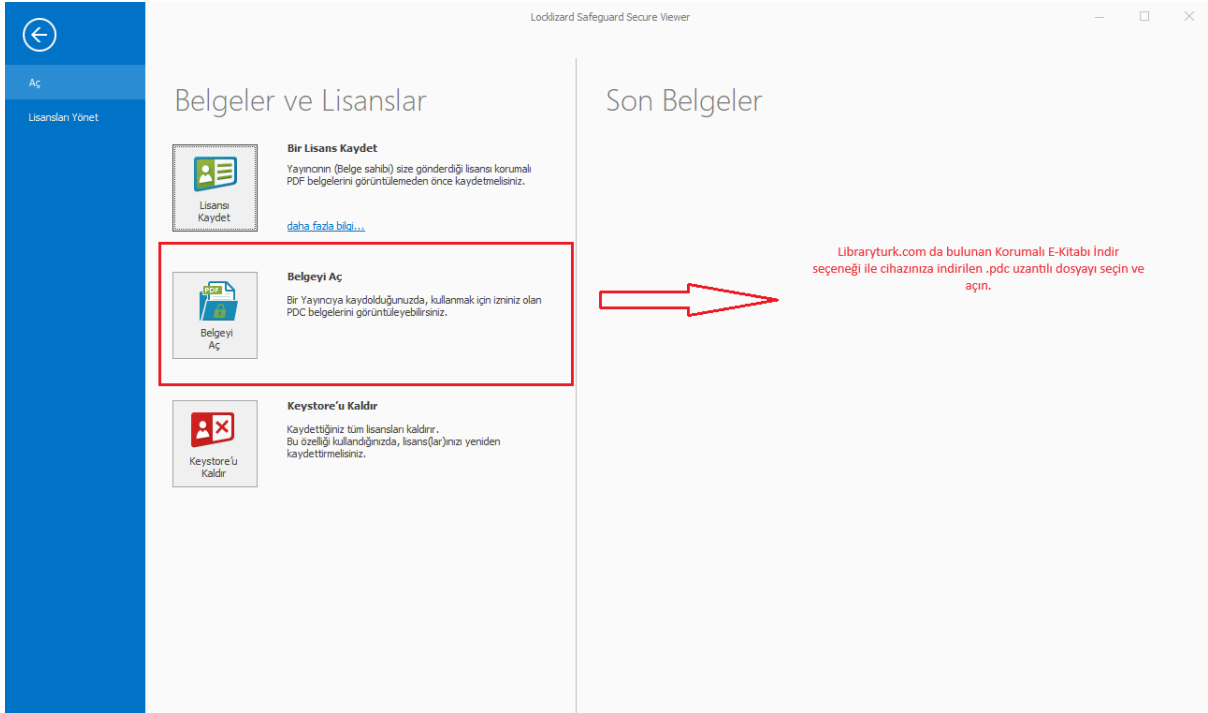 Locklizard Safeguard Secure Viewer
Aç
Lisansları Yönet
Belgeler ve Lisanslar
Lisansı
Kaydet
Bir Lisans Kaydet
Yayıncının (Belge sahibi) size gönderdiği lisansı korumalı
PDF belgelerini görüntülemeden önce kaydetmelisiniz.
daha fazla bilgi...
PDF
Belgeyi
Aç
Belgeyi Aç
Bir Yayıncıya kaydolduğunuzda, kullanmak için izniniz olan
PDC belgelerini görüntüleyebilirsiniz.
Keystore'u
Kaldır
Keystore'u Kaldır
Kaydettiğiniz tüm lisansları kaldırır.
Bu özelliği kullandığınızda, lisans(lar)ınızı yeniden
kaydettirmelisiniz.
Son Belgeler
Libraryturk.com da bulunan Korumalı E-Kitabı İndir
seçeneği ile cihazınıza indirilen .pdc uzantılı dosyayı seçin ve
açın.